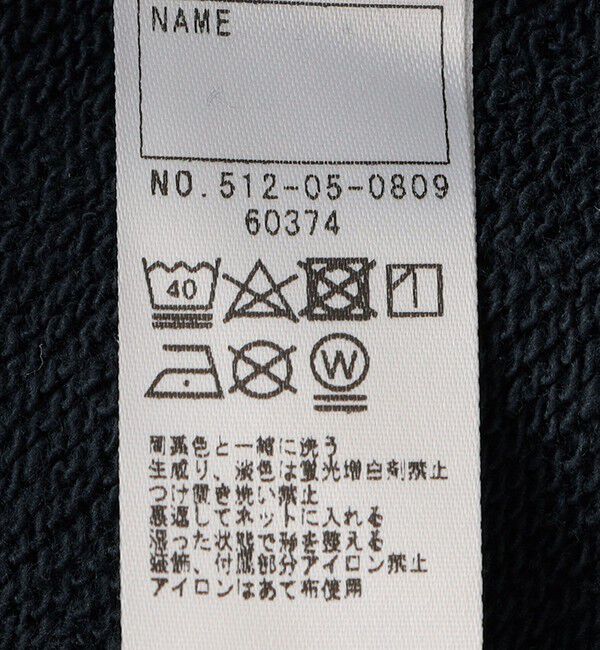 NAME
NO.512-05-0809
60374
40
W
同系色と一緒に洗う
生成り、淡色は蛍光増白剤禁止
つけ置き洗い禁止
裏返してネットに入れる
湿った状態で形を整える
装飾、付属部分アイロン禁止
アイロンはあて布使用